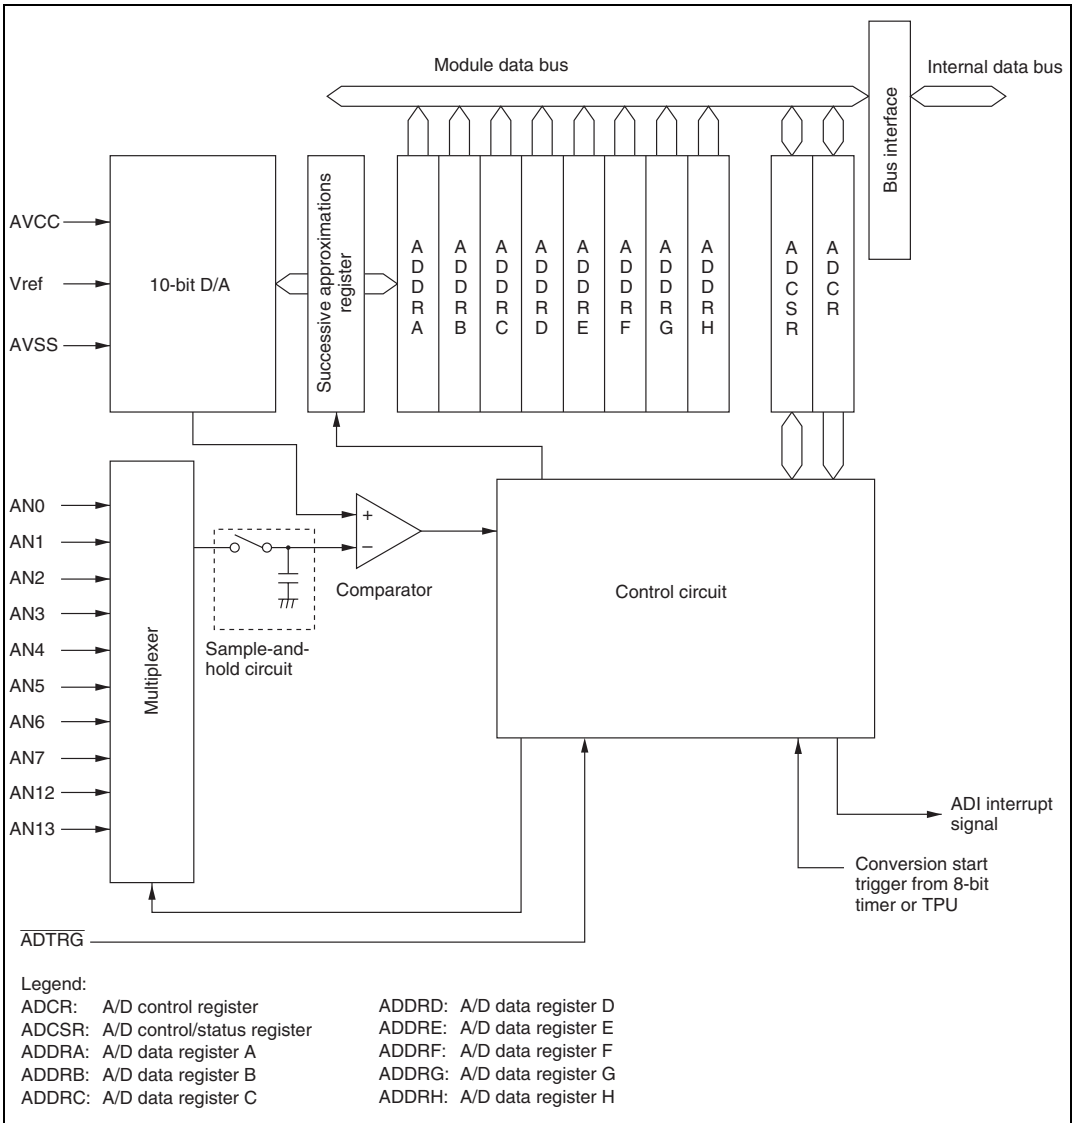 Module data bus
Internal data bus
Bus interface
AVCC
Vref
AVSS
10-bit D/A
Successive approximations
register
ADDRA
ADDRB
ADDRC
ADDRD
ADDRE
ADDRF
ADDRG
ADDRH
ADCSR
ADCR
AN0
AN1
AN2
AN3
AN4
AN5
AN6
AN7
AN12
AN13
Multiplexer
+
−
Comparator
Sample-and-
hold circuit
Control circuit
ADI interrupt
signal
Conversion start
trigger from 8-bit
timer or TPU
ADTRG
Legend:
ADCR: A/D control register
ADCSR: A/D control/status register
ADDRA: A/D data register A
ADDRB: A/D data register B
ADDRC: A/D data register C
ADDRD: A/D data register D
ADDRE: A/D data register E
ADDRF: A/D data register F
ADDRG: A/D data register G
ADDRH: A/D data register H